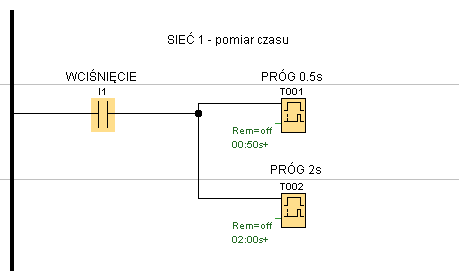 SIEĆ 1 - pomiar czasu
WCIŚNIĘCIE
I1
PRÓG 0.5s
T001
Rem=off
00:50s+
PRÓG 2s
T002
Rem=off
02:00s+